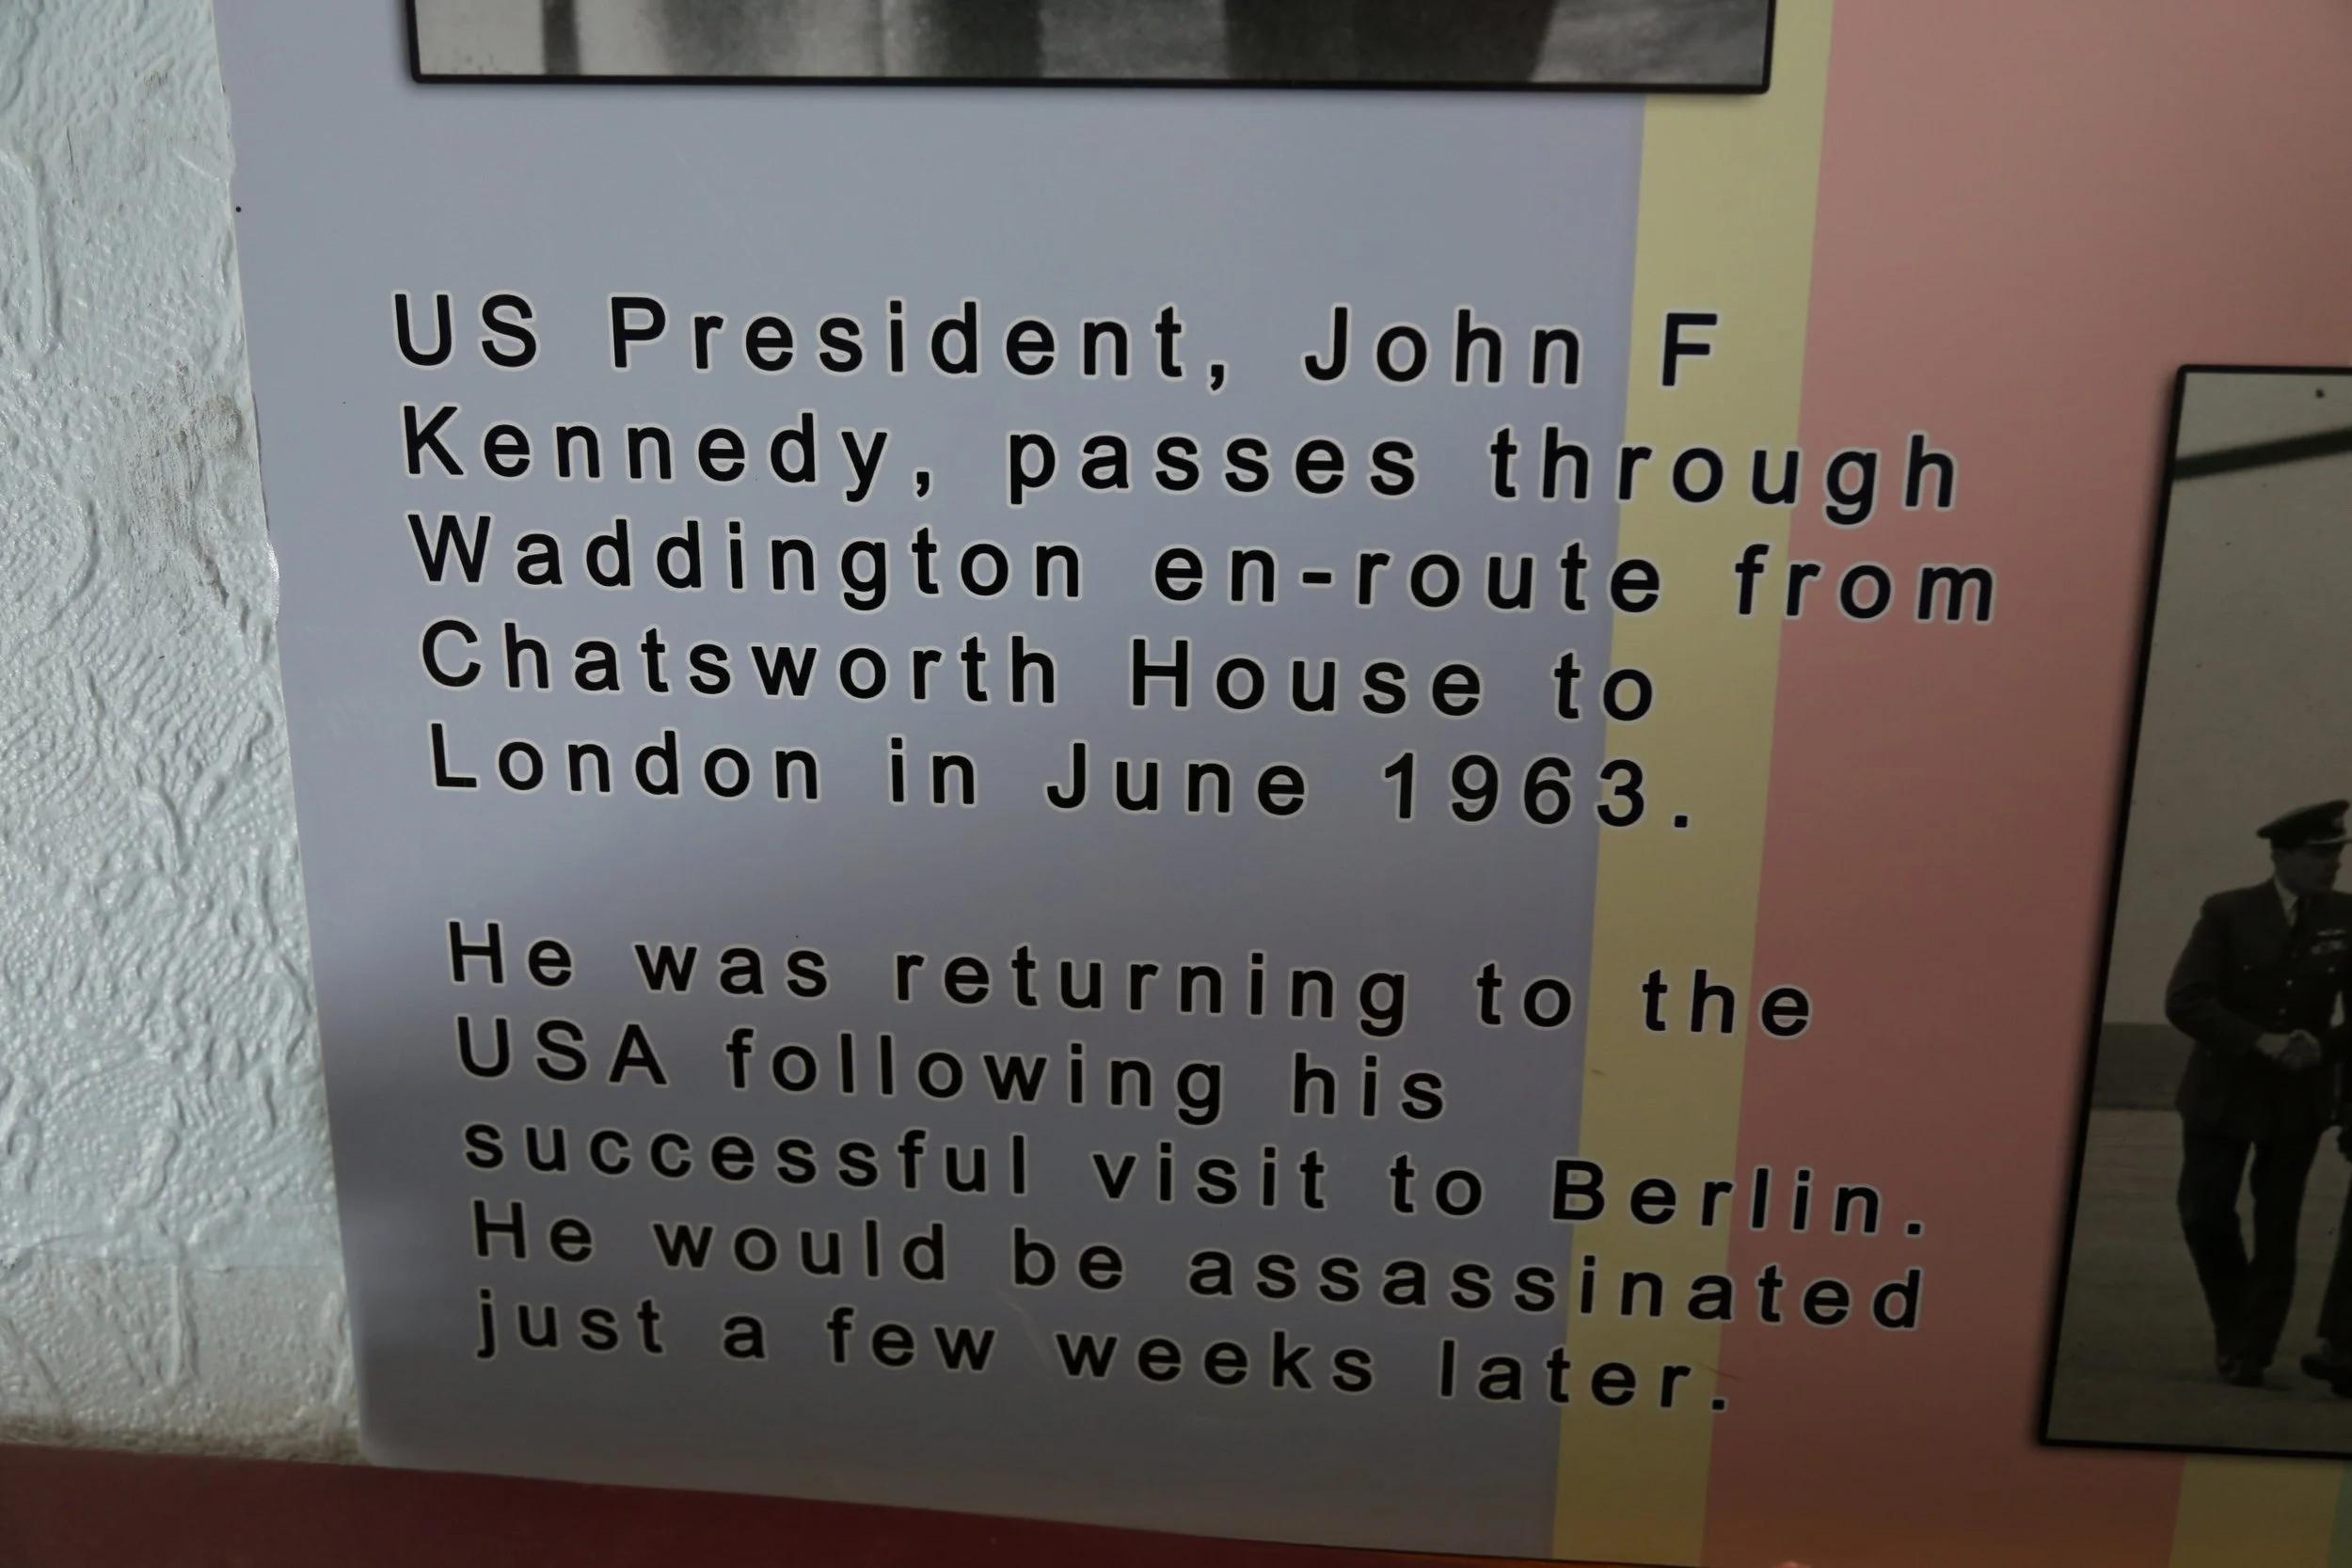 US President, John F
Kennedy, passes through
Waddington en-route from
Chatsworth House to
London in June 1963.
He was returning to the
USA following his
successful visit to Berlin.
He would be assassinated
just a few weeks later.